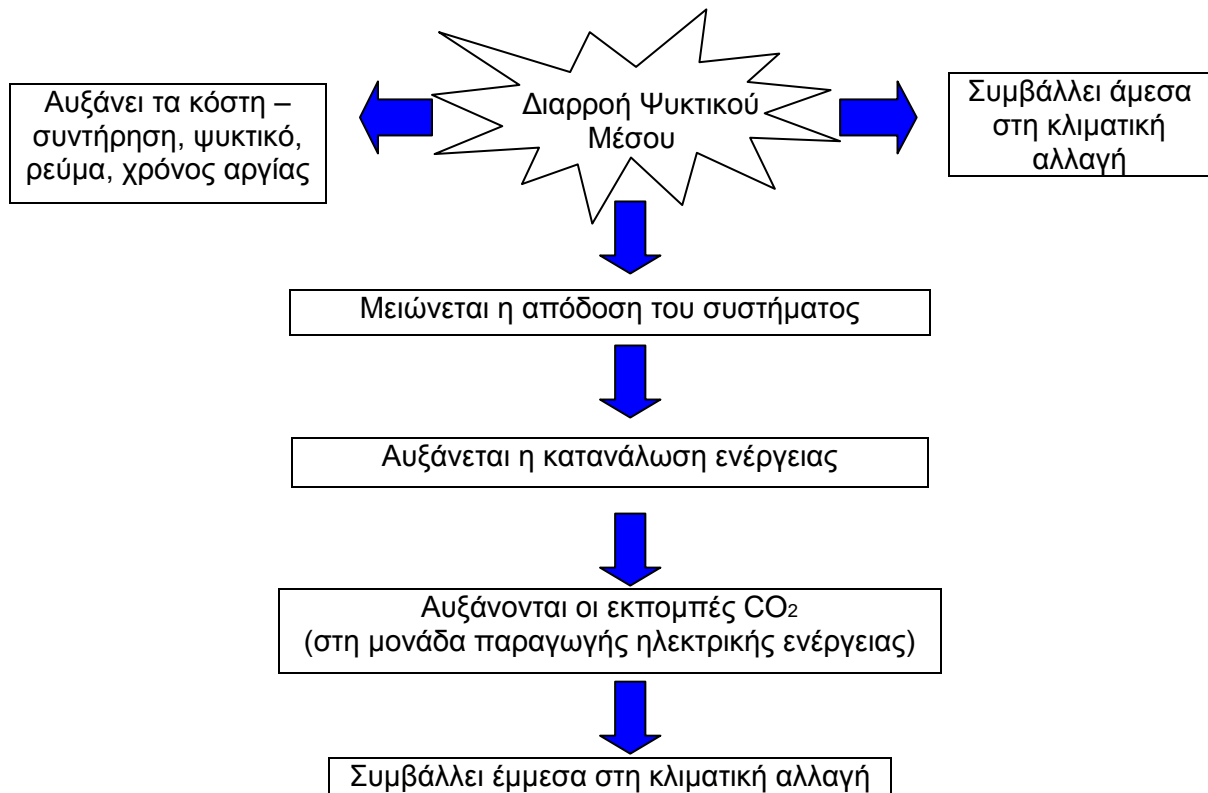 Διαρροή Ψυκτικού
Μέσου
Αυξάνει τα κόστη –
συντήρηση, ψυκτικό,
ρεύμα, χρόνος αργίας
Συμβάλλει άμεσα
στη κλιματική
αλλαγή
Μειώνεται η απόδοση του συστήματος
Αυξάνεται η κατανάλωση ενέργειας
Αυξάνονται οι εκπομπές CO₂
(στη μονάδα παραγωγής ηλεκτρικής ενέργειας)
Συμβάλλει έμμεσα στη κλιματική αλλαγή